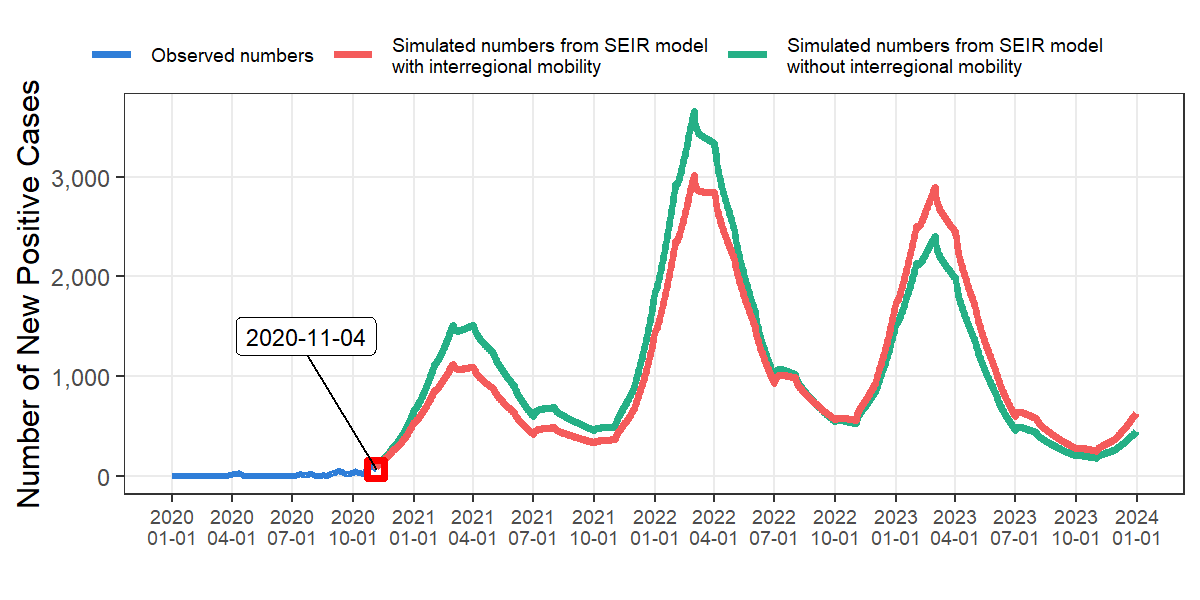 Observed numbers
Simulated numbers from SEIR model
with interregional mobility
Simulated numbers from SEIR model
without interregional mobility
Number of New Positive Cases
3,000
2,000
1,000
0
2020-11-04
2020 2020 2020 2020 2021 2021 2021 2021 2022 2022 2022 2022 2023 2023 2023 2023 2024
01-01 04-01 07-01 10-01 01-01 04-01 07-01 10-01 01-01 04-01 07-01 10-01 01-01 04-01 07-01 10-01 01-01